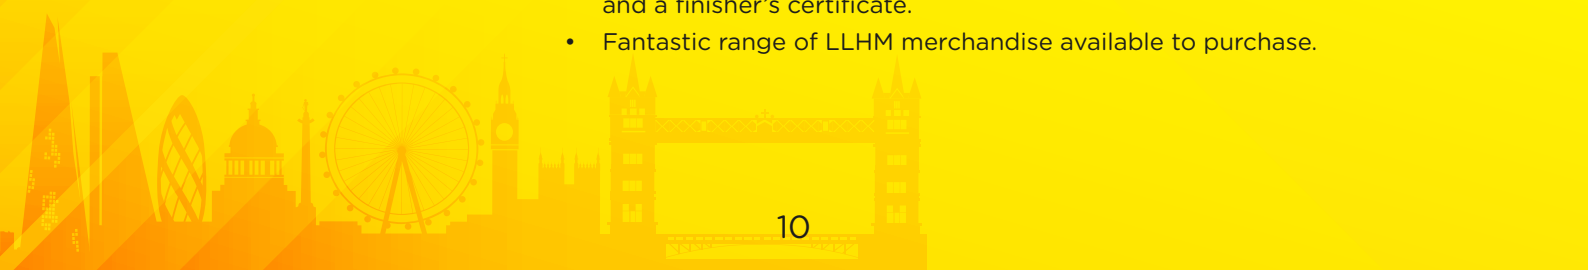 and a finisher's certificate.
• Fantastic range of LLHM merchandise available to purchase.
10